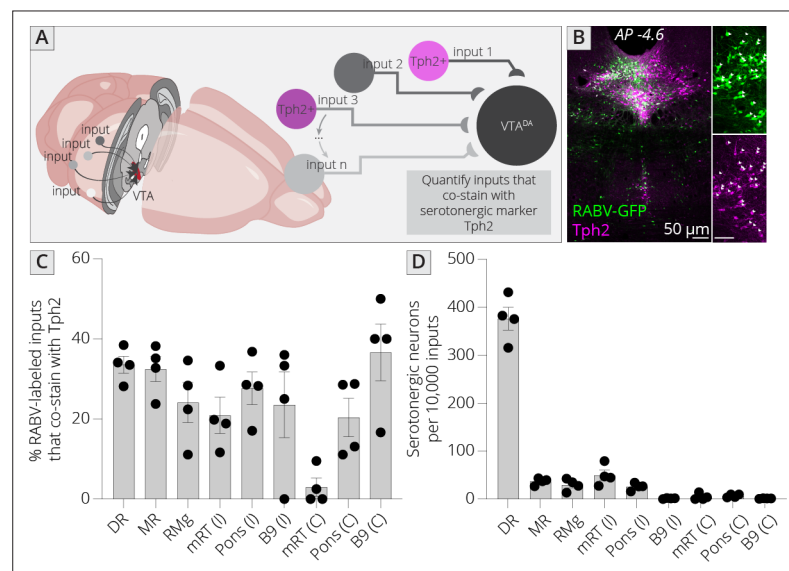 A
input 1
Tph2+
input 2
Tph2+
input 3
...
input n
VTA^DA
input
input
input
input
VTA
Quantify inputs that
co-stain with
serotonergic marker
Tph2
B
AP -4.6
RABV-GFP
Tph2
50 µm
C
% RABV-labeled inputs
that co-stain with Tph2
60
40
20
0
DR
MR
RMg
mRT (I)
Pons (I)
B9 (I)
mRT (C)
Pons (C)
B9 (C)
D
Serotonergic neurons
per 10,000 inputs
500
400
300
200
100
0
DR
MR
RMg
mRT (I)
Pons (I)
B9 (I)
mRT (C)
Pons (C)
B9 (C)